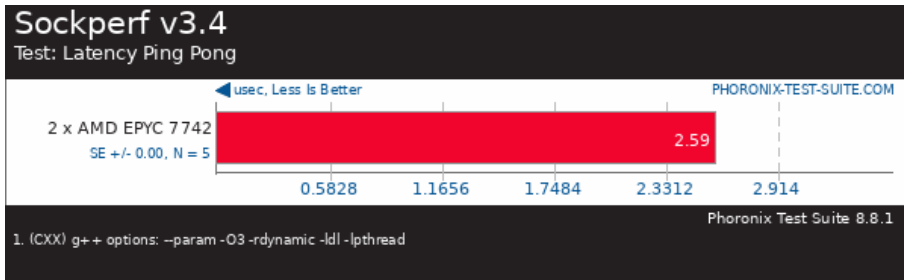 Sockperf v3.4
Test: Latency Ping Pong
usec, Less Is Better
PHORONIX-TEST-SUITE.COM
2 x AMD EPYC 7742
2.59
SE +/- 0.00, N = 5
0.5828 1.1656 1.7484 2.3312 2.914
Phoronix Test Suite 8.8.1
1. (CXX) g++ options: --param -O3 -rdynamic -ldl -lpthread